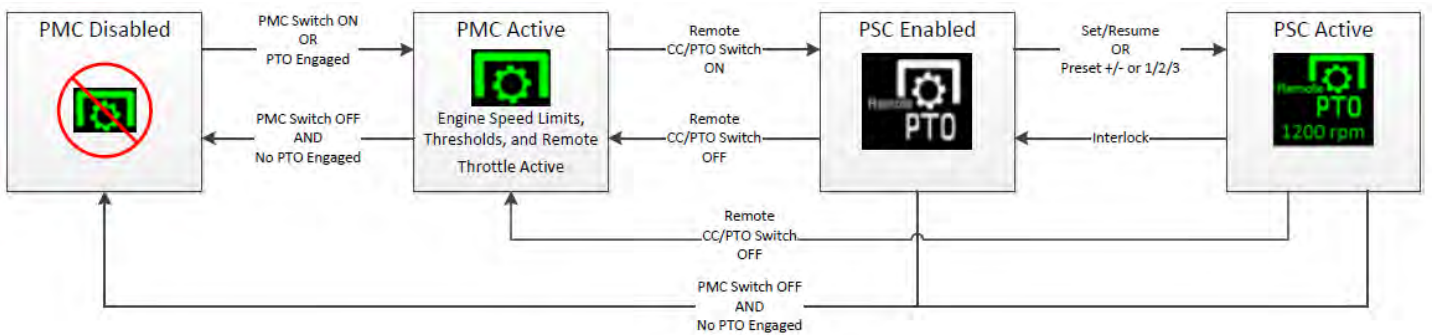 PMC Disabled
PMC Switch ON
OR
PTO Engaged
PMC Switch OFF
AND
No PTO Engaged
PMC Active
Engine Speed Limits,
Thresholds, and Remote
Throttle Active
Remote
CC/PTO Switch
ON
Remote
CC/PTO Switch
OFF
PSC Enabled
Remote
PTO
Set/Resume
OR
Preset +/- or 1/2/3
Interlock
PSC Active
Remote
PTO
1200 rpm
Remote
CC/PTO Switch
OFF
PMC Switch OFF
AND
No PTO Engaged